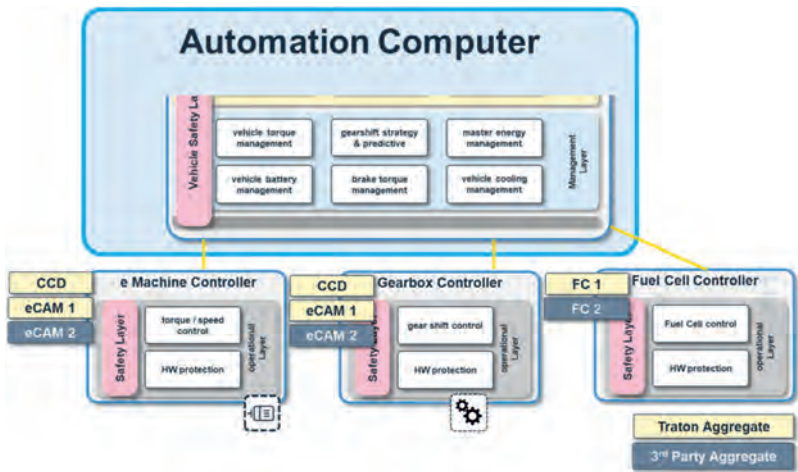 Automation Computer
Vehicle Safety La
vehicle torque
management
gearshift strategy
& predictive
master energy
management
vehicle battery
management
brake torque
management
vehicle cooling
management
Management
Layer
CCD
eCAM 1
eCAM 2
e Machine Controller
Safety Layer
torque / speed
control
HW protection
operational
Layer
CCD
eCAM 1
eCAM 2
Gearbox Controller
Safety Layer
gear shift control
HW protection
operational
Layer
FC 1
FC 2
Fuel Cell Controller
Safety Layer
Fuel Cell control
HW protection
operational
Layer
Traton Aggregate
3rd Party Aggregate